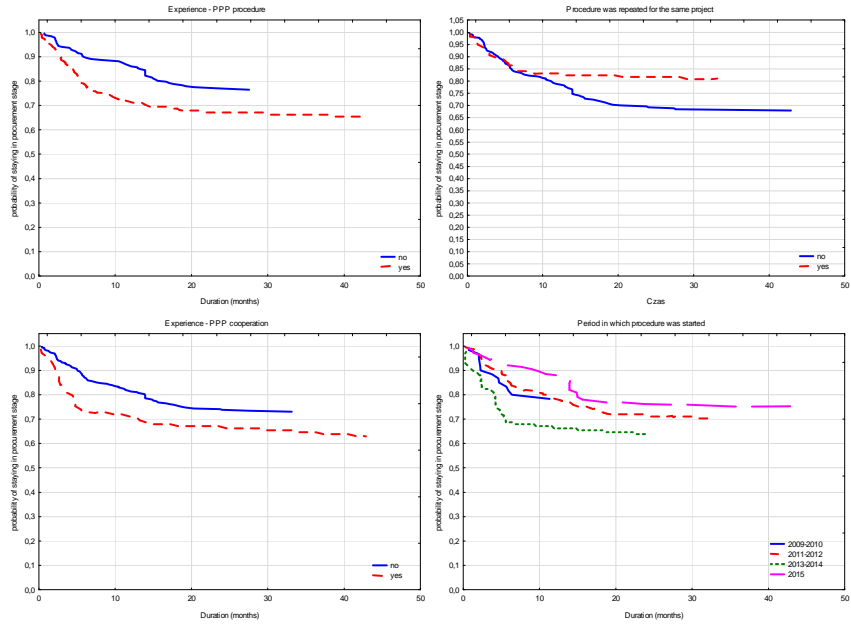 Experience - PPP procedure
probability of staying in procurement stage
1,0
0,9
0,8
0,7
0,6
0,5
0,4
0,3
0,2
0,1
0,0
no
yes
0 10 20 30 40 50
Duration (months)
Procedure was repeated for the same project
probability of staying in pocurement stage
1,05
1,00
0,95
0,90
0,85
0,80
0,75
0,70
0,65
0,60
0,55
0,50
0,45
0,40
0,35
0,30
0,25
0,20
0,15
0,10
0,05
0,00
no
yes
0 10 20 30 40 50
Czas
Experience - PPP cooperation
probability of staying in pocurement stage
1,0
0,9
0,8
0,7
0,6
0,5
0,4
0,3
0,2
0,1
0,0
no
yes
0 10 20 30 40 50
Duration (months)
Period in which procedure was started
probability of staying in pocurement stage
1,0
0,9
0,8
0,7
0,6
0,5
0,4
0,3
0,2
0,1
0,0
2009-2010
2011-2012
2013-2014
2015
0 10 20 30 40 50
Duration (months)